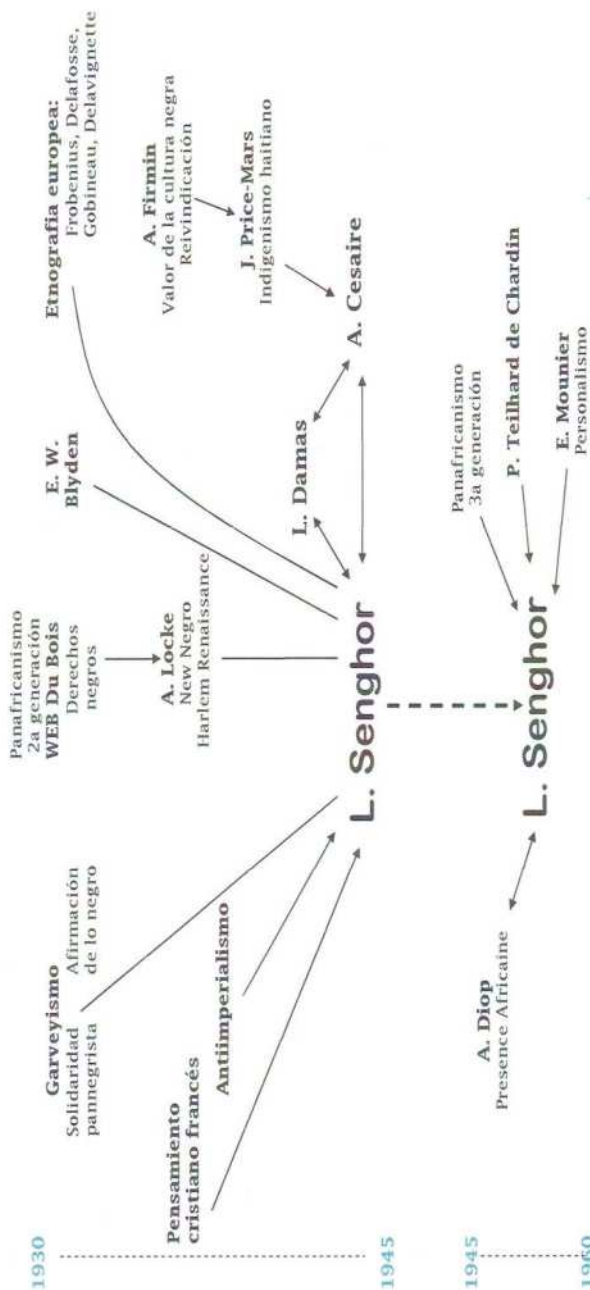 1930
Garveyismo
Solidaridad
pannegrista
Afirmación
de lo negro
Panafricanismo
2a generación
WEB Du Bois
Derechos
negros
E. W.
Blyden
Etnografia europea:
Frobenius, Delafosse,
Gobineau, Delavignette
Pensamiento
cristiano francés
Antiimperialismo
A. Locke
New Negro
Harlem Renaissance
A. Firmin
Valor de la cultura negra
Reivindicación
J. Price-Mars
Indigenismo haitiano
L. Damas
A. Cesaire
L. Senghor
1945
1945
Panafricanismo
3a generación
P. Teilhard de Chardin
E. Mounier
Personalismo
A. Diop
Presence Africaine
L. Senghor
1960